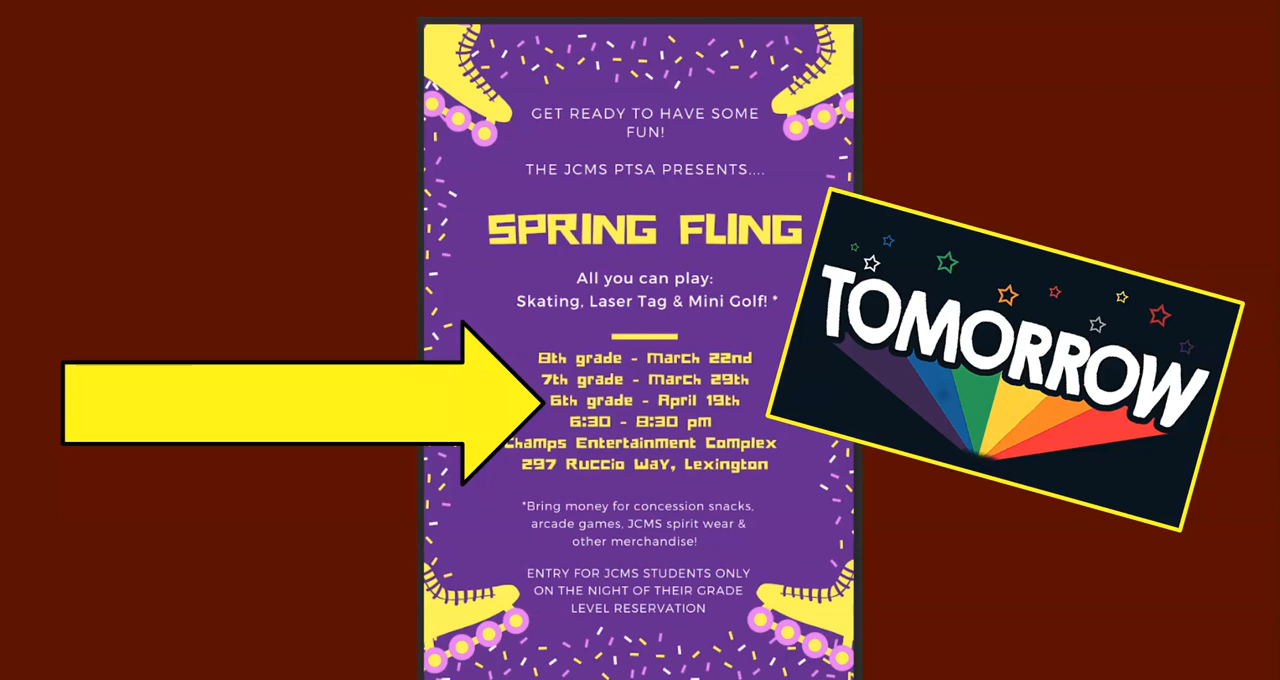 GET READY TO HAVE SOME
FUN!
THE JCMS PTSA PRESENTS....
SPRING FLING
All you can play:
Skating, Laser Tag & Mini Golf! *
8th grade - March 22nd
7th grade - March 29th
6th grade - April 19th
6:30 - 8:30 pm
Champs Entertainment Complex
297 Ruccio Way, Lexington
*Bring money for concession snacks,
arcade games, JCMS spirit wear &
other merchandise!
ENTRY FOR JCMS STUDENTS ONLY
ON THE NIGHT OF THEIR GRADE
LEVEL RESERVATION
TOMORROW